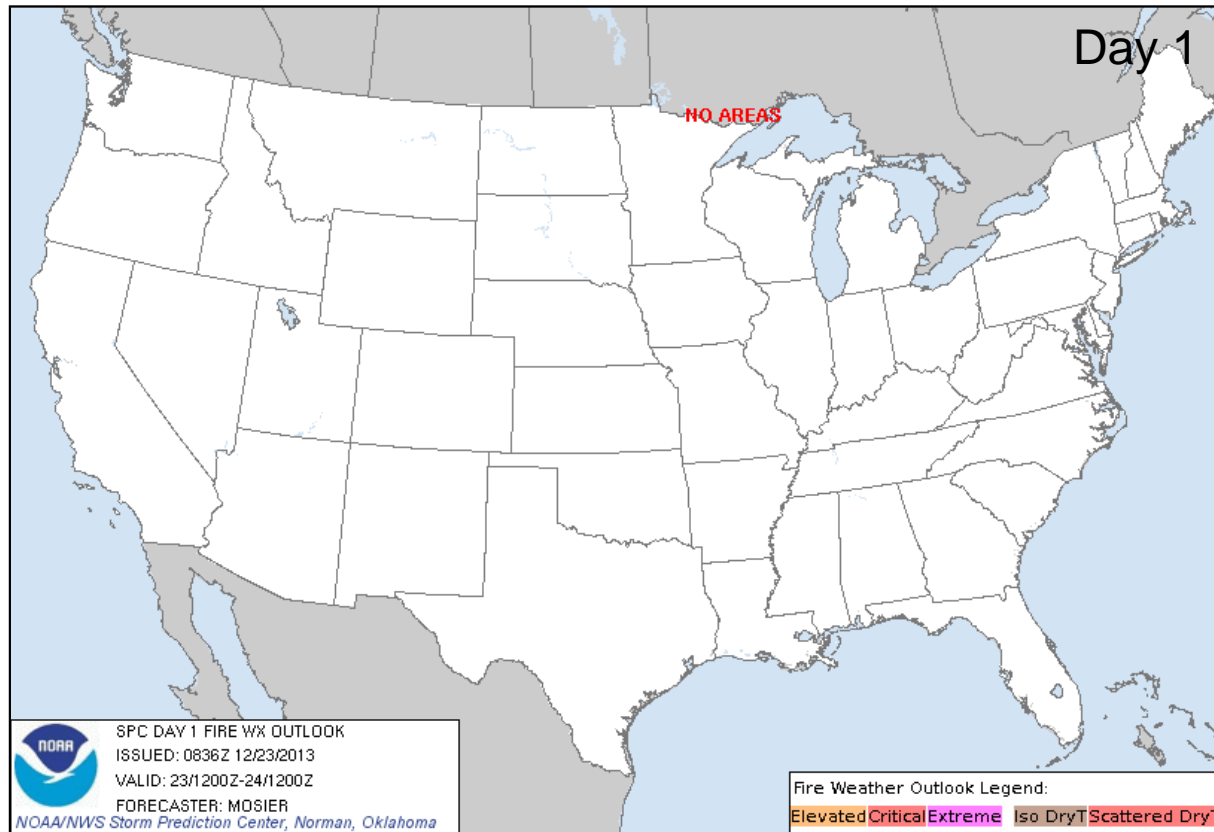 Day 1
NO AREAS
NOAA
SPC DAY 1 FIRE WX OUTLOOK
ISSUED: 0836Z 12/23/2013
VALID: 23/1200Z-24/1200Z
FORECASTER: MOSIER
NOAA/NWS Storm Prediction Center, Norman, Oklahoma
Fire Weather Outlook Legend:
Elevated Critical Extreme Iso DryT Scattered DryT